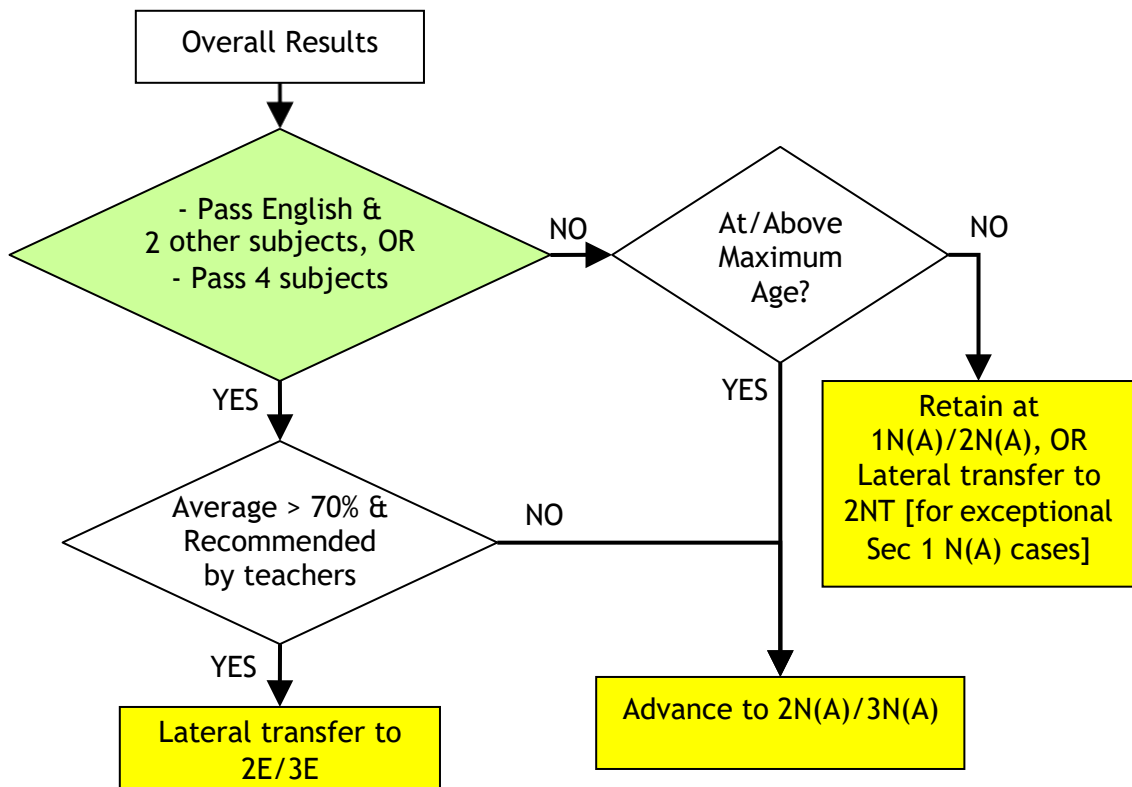 Overall Results
- Pass English &
2 other subjects, OR
- Pass 4 subjects
NO
At/Above
Maximum
Age?
NO
YES
YES
Retain at
1N(A)/2N(A), OR
Lateral transfer to
2NT [for exceptional
Sec 1 N(A) cases]
Average > 70% &
Recommended
by teachers
NO
YES
Advance to 2N(A)/3N(A)
Lateral transfer to
2E/3E